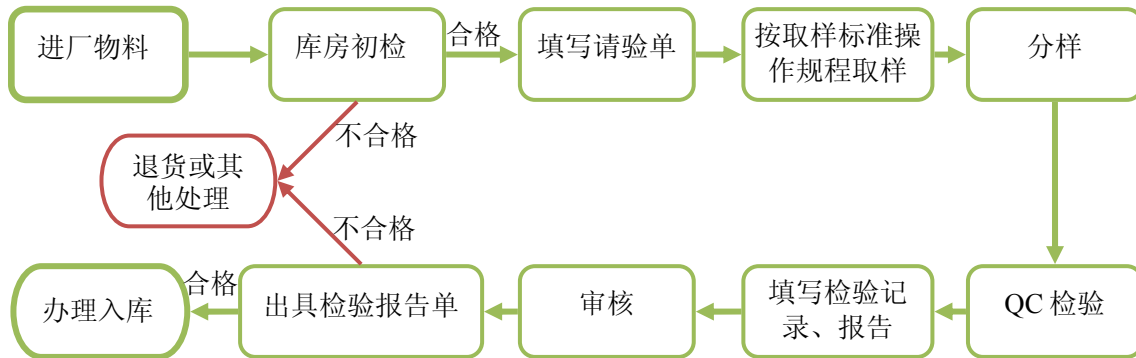 进厂物料
库房初检
合格
填写请验单
按取样标准操
作规程取样
分样
不合格
退货或其
他处理
不合格
办理入库
合格
出具检验报告单
审核
填写检验记
录、报告
QC 检验